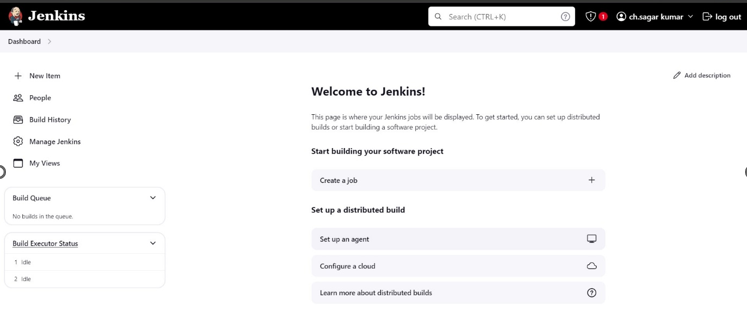 Jenkins
Search (CTRL+K)
1
ch.sagar kumar
log out
Dashboard
New Item
People
Build History
Manage Jenkins
My Views
Build Queue
No builds in the queue.
Build Executor Status
1 Idle
2 Idle
Add description
Welcome to Jenkins!
This page is where your Jenkins jobs will be displayed. To get started, you can set up distributed
builds or start building a software project.
Start building your software project
Create a job
Set up a distributed build
Set up an agent
Configure a cloud
Learn more about distributed builds